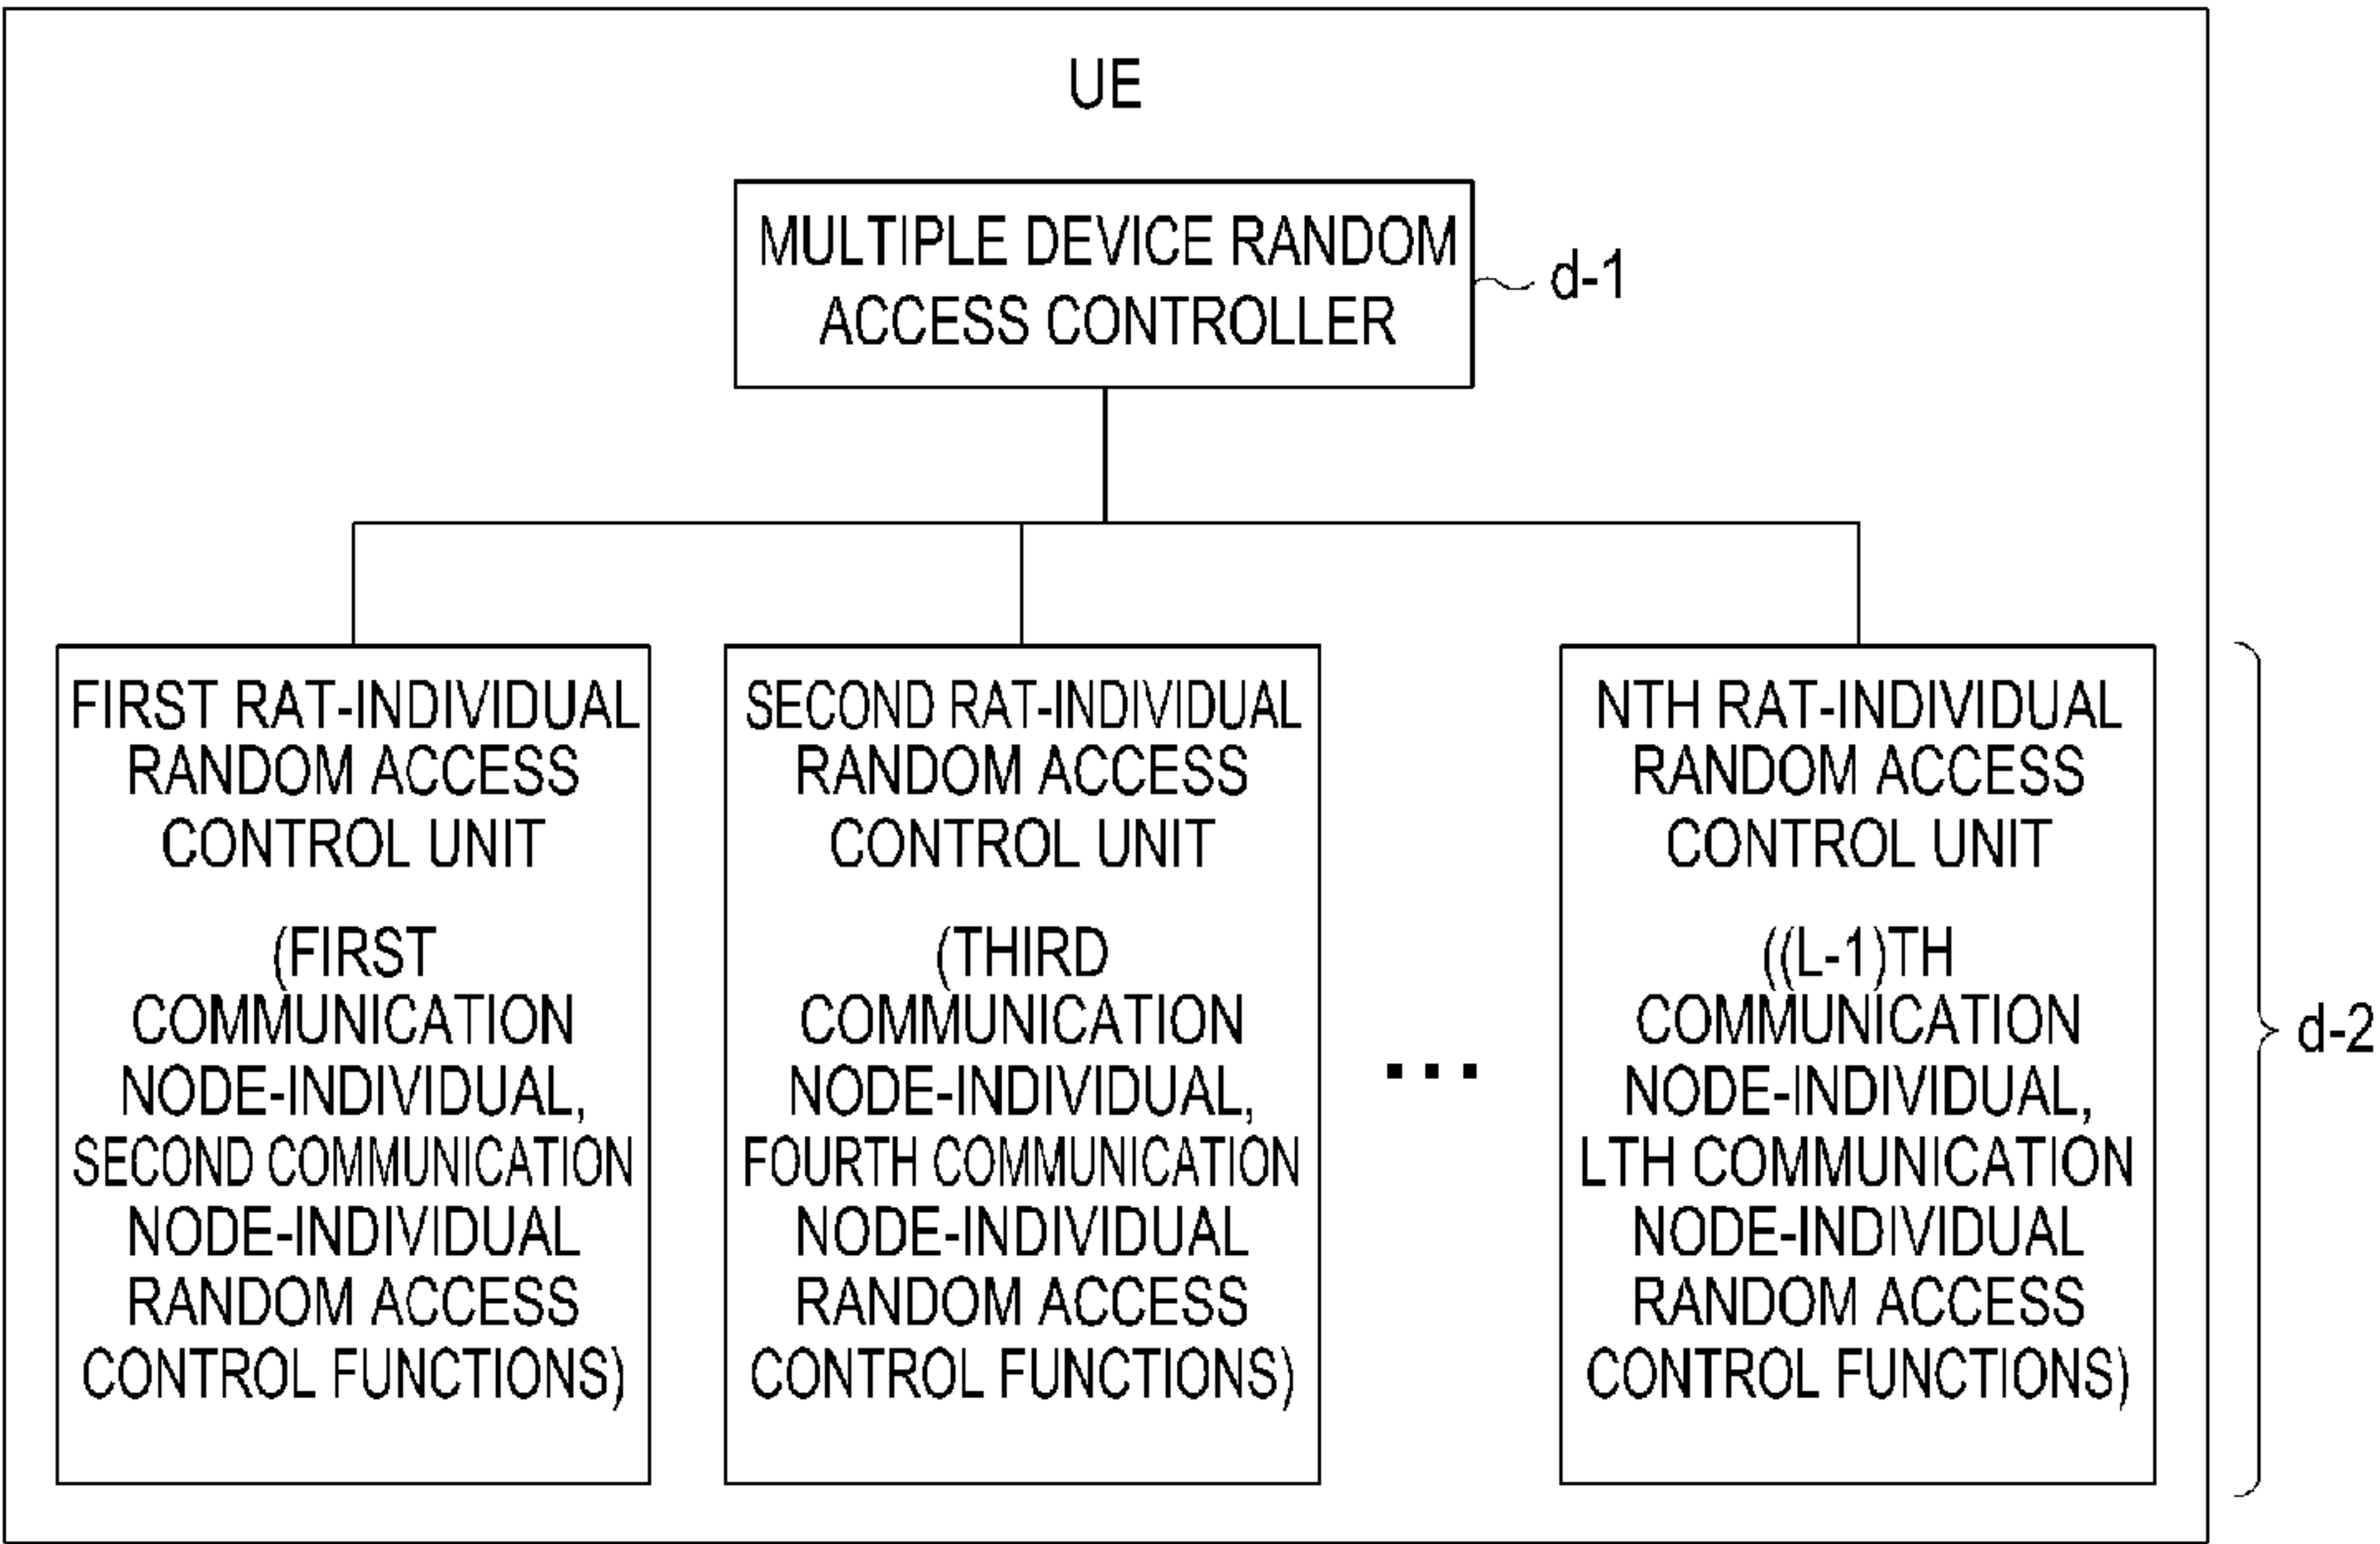 UE
MULTIPLE DEVICE RANDOM
ACCESS CONTROLLER
d-1
FIRST RAT-INDIVIDUAL
RANDOM ACCESS
CONTROL UNIT
(FIRST
COMMUNICATION
NODE-INDIVIDUAL,
SECOND COMMUNICATION
NODE-INDIVIDUAL
RANDOM ACCESS
CONTROL FUNCTIONS)
SECOND RAT-INDIVIDUAL
RANDOM ACCESS
CONTROL UNIT
(THIRD
COMMUNICATION
NODE-INDIVIDUAL,
FOURTH COMMUNICATION
NODE-INDIVIDUAL
RANDOM ACCESS
CONTROL FUNCTIONS)
...
NTH RAT-INDIVIDUAL
RANDOM ACCESS
CONTROL UNIT
((L-1)TH
COMMUNICATION
NODE-INDIVIDUAL,
LTH COMMUNICATION
NODE-INDIVIDUAL
RANDOM ACCESS
CONTROL FUNCTIONS)
d-2